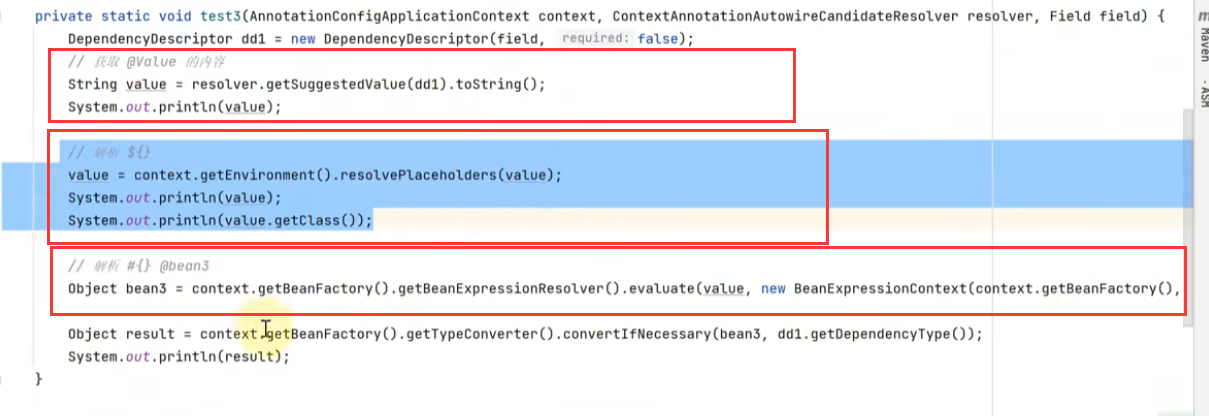 private static void test3(AnnotationConfigApplicationContext context, ContextAnnotationAutowireCandidateResolver resolver, Field field) {
DependencyDescriptor dd1 = new DependencyDescriptor(field, required: false);
// 获取 @Value 的内容
String value = resolver.getSuggestedValue(dd1).toString();
System.out.println(value);
// 解析 ${}
value = context.getEnvironment().resolvePlaceholders(value);
System.out.println(value);
System.out.println(value.getClass());
// 解析 #{} @bean3
Object bean3 = context.getBeanFactory().getBeanExpressionResolver().evaluate(value, new BeanExpressionContext(context.getBeanFactory(),
Object result = context.getBeanFactory().getTypeConverter().convertIfNecessary(bean3, dd1.getDependencyType());
System.out.println(result);
}
m
Maven
ASM